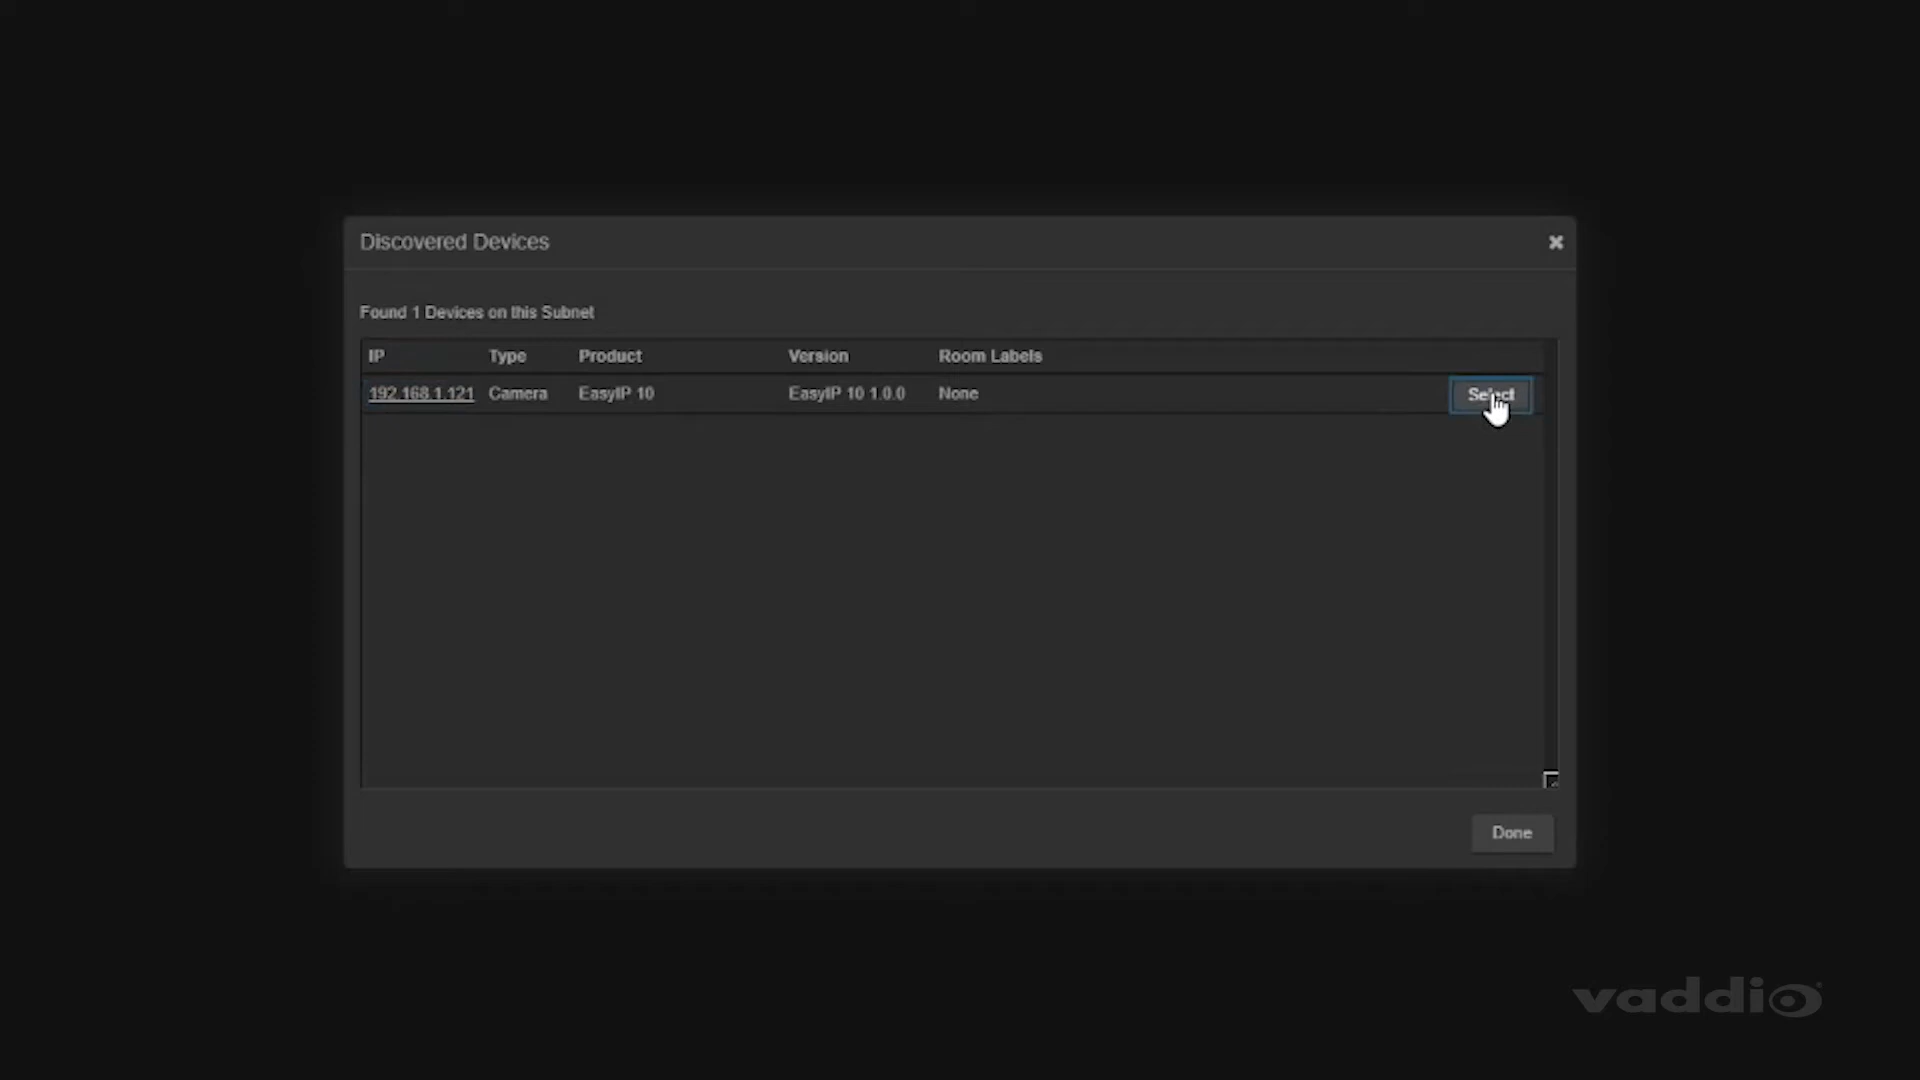 Discovered Devices
Found 1 Devices on this Subnet
IP Type Product Version Room Labels
192.168.1.121 Camera EasyIP 10 EasyIP 10 1.0.0 None Select
Done
vaddio